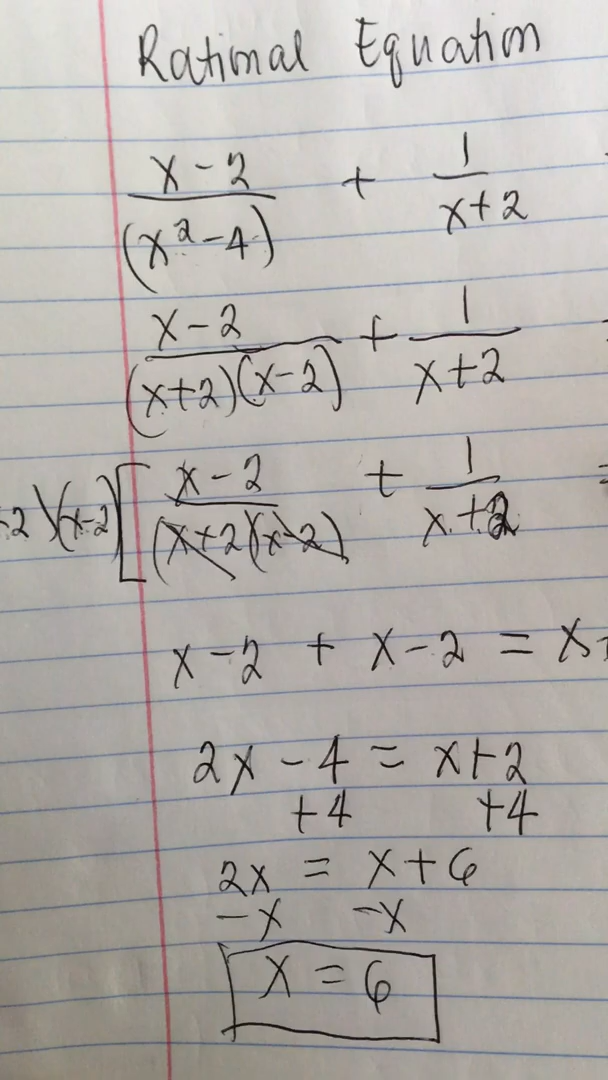 Rational Equation
x-2/(x²-4) + 1/x+2
x-2/(x+2)(x-2) + 1/x+2 =
2)(x-2)[x-2/(x+2)(x-2) + 1/x+2 =
x-2 + x-2 = x+
2x - 4 = x+2
+4 +4
2x = x+6
-x -x
x = 6